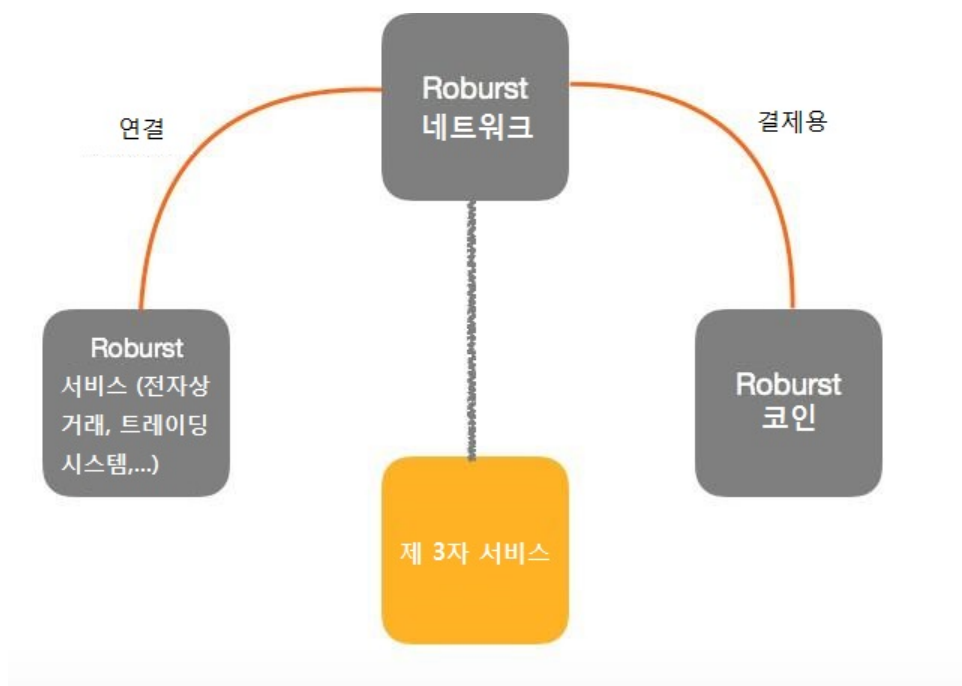 Roburst
네트워크
연결
결제용
Roburst
서비스 (전자상
거래, 트레이딩
시스템,...)
Roburst
코인
제 3자 서비스